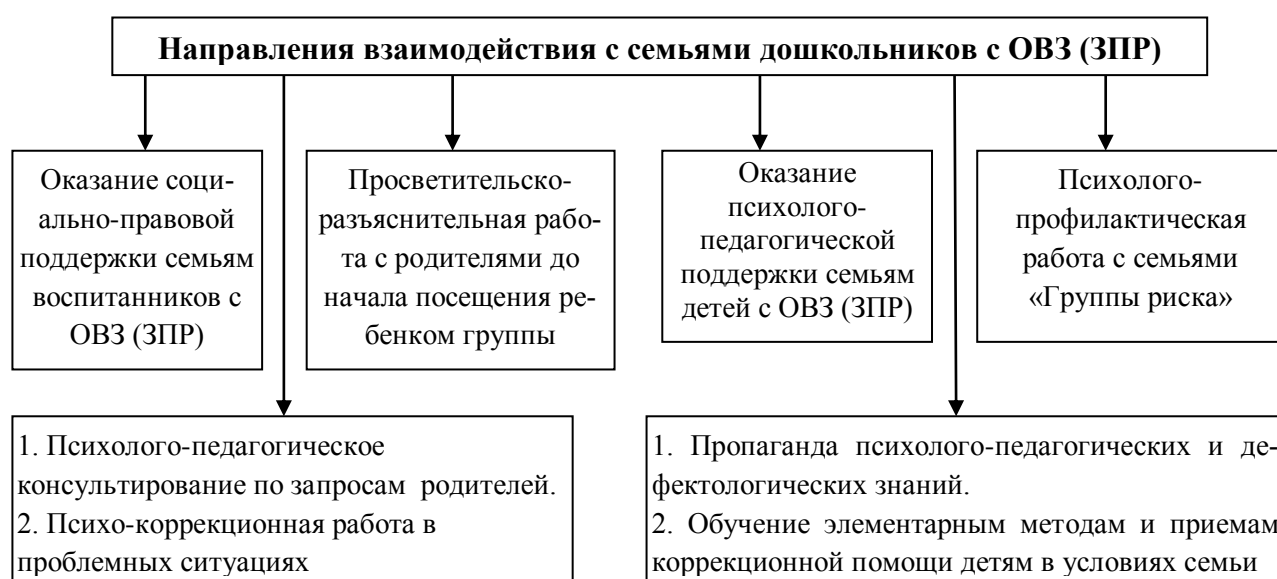 Направления взаимодействия с семьями дошкольников с ОВЗ (ЗПР)
Оказание соци-
ально-правовой
поддержки семьям
воспитанников с
ОВЗ (ЗПР)
Просветительско-
разъяснительная рабо-
та с родителями до
начала посещения ре-
бенком группы
Оказание
психолого-
педагогической
поддержки семьям
детей с ОВЗ (ЗПР)
Психолого-
профилактическая
работа с семьями
«Группы риска»
1. Психолого-педагогическое
консультирование по запросам родителей.
2. Психо-коррекционная работа в
проблемных ситуациях
1. Пропаганда психолого-педагогических и де-
фектологических знаний.
2. Обучение элементарным методам и приемам
коррекционной помощи детям в условиях семьи